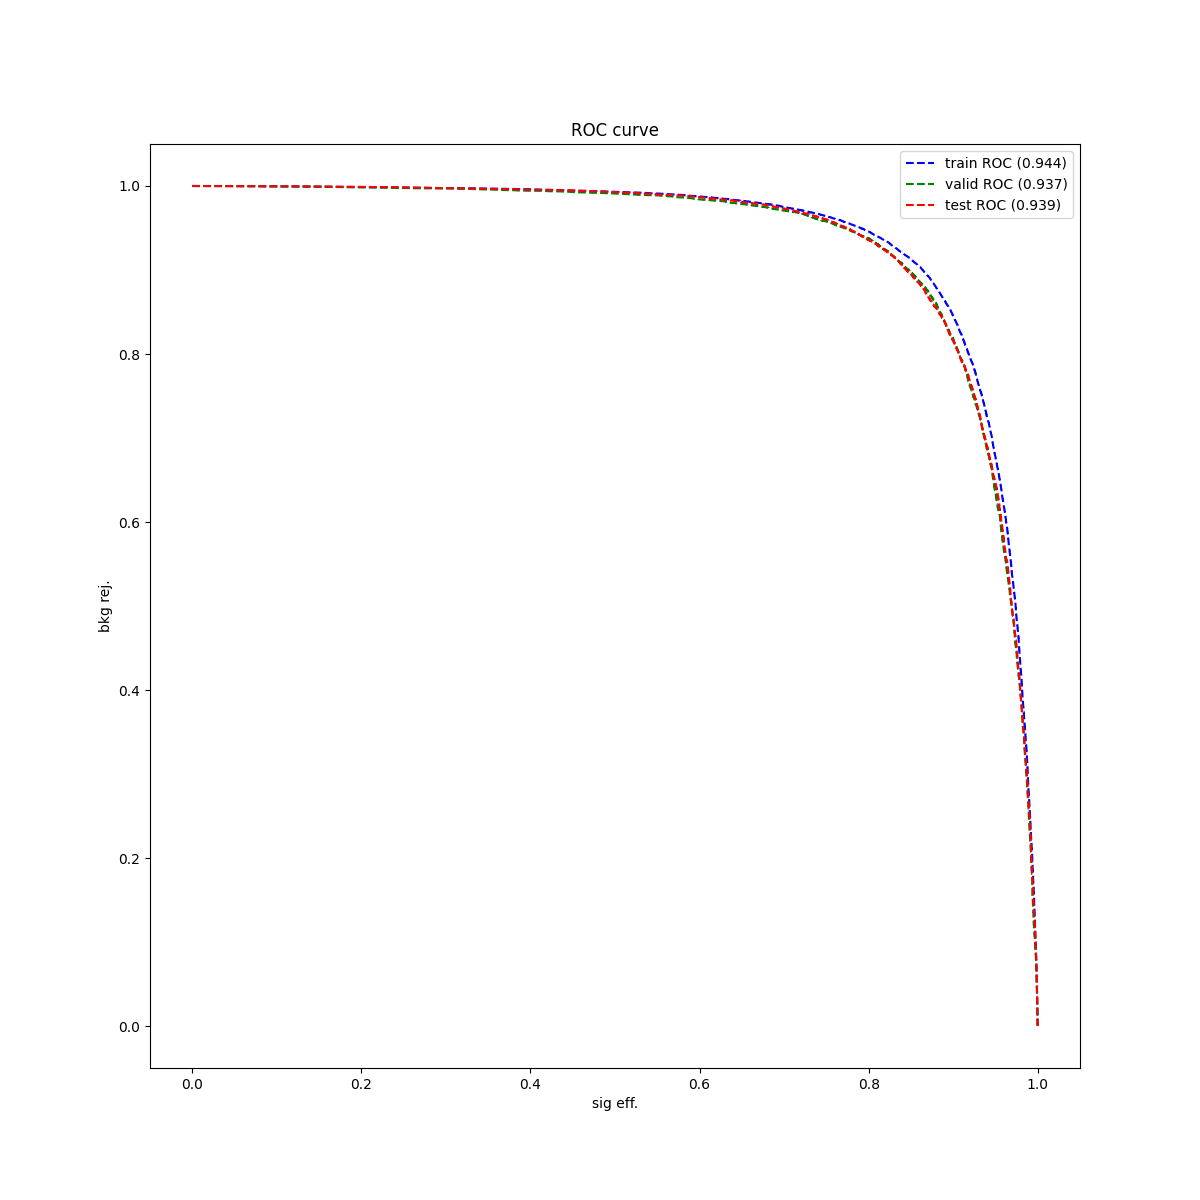 ROC curve
train ROC (0.944)
valid ROC (0.937)
test ROC (0.939)
1.0
0.8
0.6
0.4
0.2
0.0
bkg rej.
0.0 0.2 0.4 0.6 0.8 1.0
sig eff.